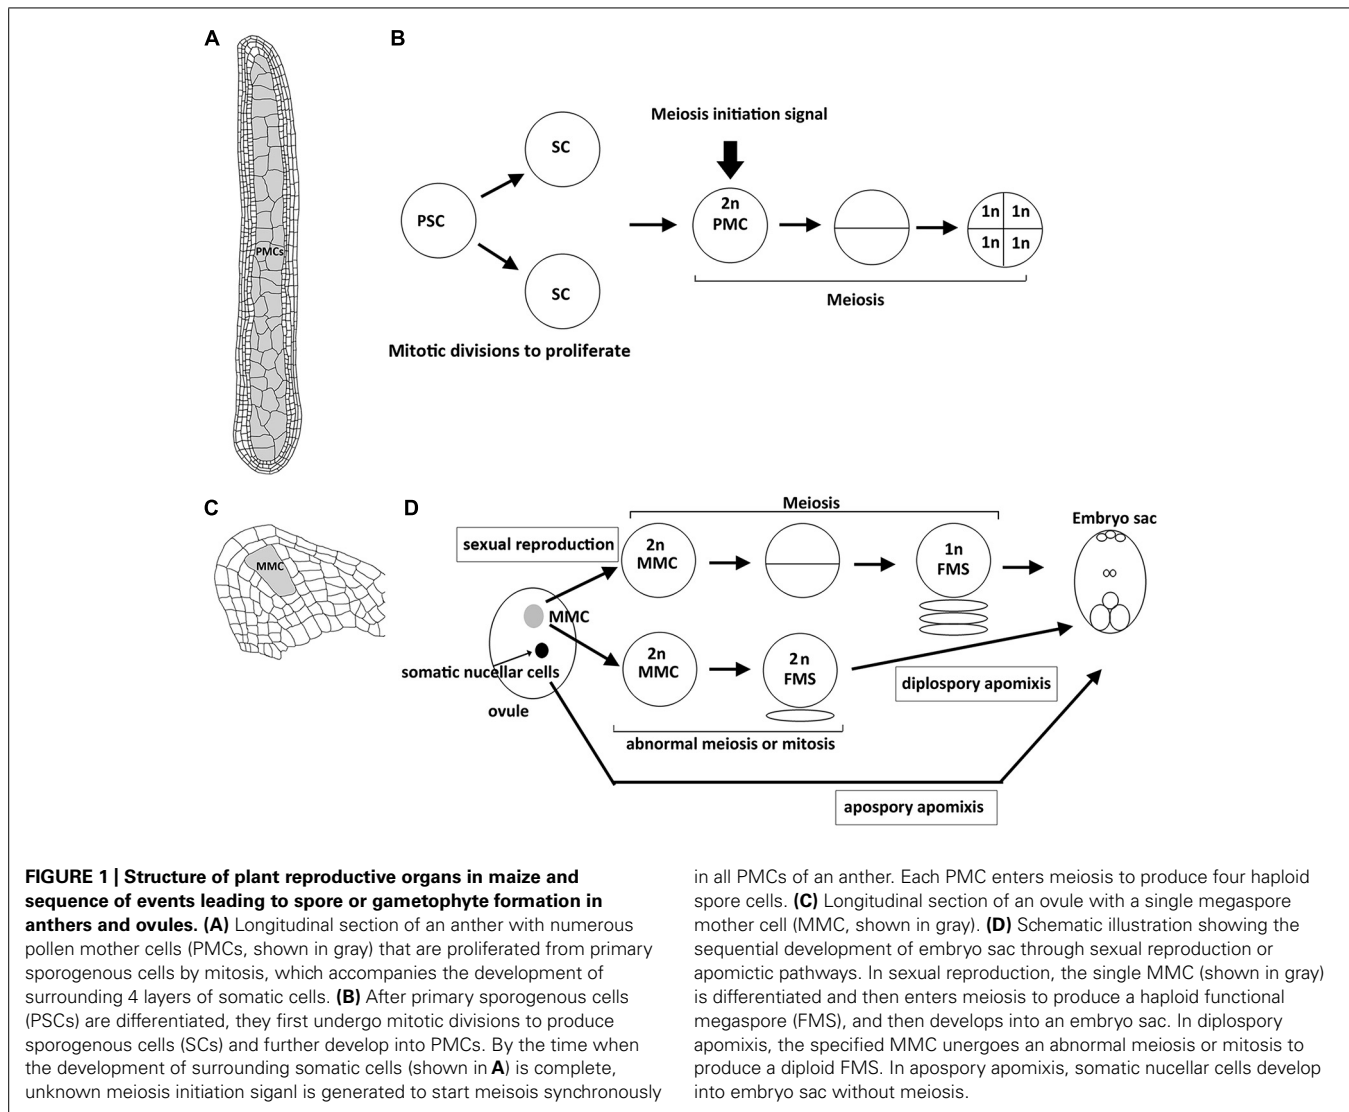 A
PMCs
B
PSC
SC
SC
Mitotic divisions to proliferate
Meiosis initiation signal
2n
PMC
1n 1n
1n 1n
Meiosis
C
MMC
D
sexual reproduction
Meiosis
2n
MMC
1n
FMS
Embryo sac
∞
MMC
somatic nucellar cells
ovule
2n
MMC
2n
FMS
abnormal meiosis or mitosis
diplospory apomixis
apospory apomixis
FIGURE 1 | Structure of plant reproductive organs in maize and
sequence of events leading to spore or gametophyte formation in
anthers and ovules. (A) Longitudinal section of an anther with numerous
pollen mother cells (PMCs, shown in gray) that are proliferated from primary
sporogenous cells by mitosis, which accompanies the development of
surrounding 4 layers of somatic cells. (B) After primary sporogenous cells
(PSCs) are differentiated, they first undergo mitotic divisions to produce
sporogenous cells (SCs) and further develop into PMCs. By the time when
the development of surrounding somatic cells (shown in A) is complete,
unknown meiosis initiation siganl is generated to start meisois synchronously
in all PMCs of an anther. Each PMC enters meiosis to produce four haploid
spore cells. (C) Longitudinal section of an ovule with a single megaspore
mother cell (MMC, shown in gray). (D) Schematic illustration showing the
sequential development of embryo sac through sexual reproduction or
apomictic pathways. In sexual reproduction, the single MMC (shown in gray)
is differentiated and then enters meiosis to produce a haploid functional
megaspore (FMS), and then develops into an embryo sac. In diplospory
apomixis, the specified MMC unergoes an abnormal meiosis or mitosis to
produce a diploid FMS. In apospory apomixis, somatic nucellar cells develop
into embryo sac without meiosis.